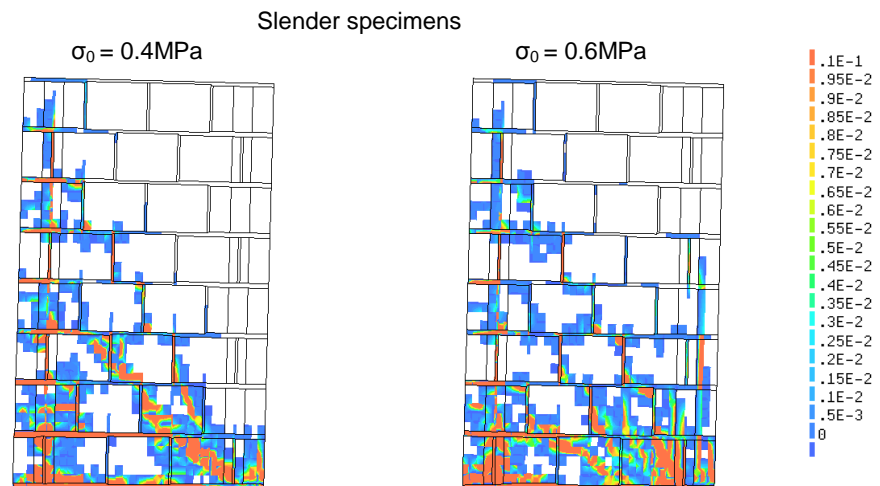 Slender specimens
σ₀ = 0.4MPa
σ₀ = 0.6MPa
.1E-1
.95E-2
.9E-2
.85E-2
.8E-2
.75E-2
.7E-2
.65E-2
.6E-2
.55E-2
.5E-2
.45E-2
.4E-2
.35E-2
.3E-2
.25E-2
.2E-2
.15E-2
.1E-2
.5E-3
0